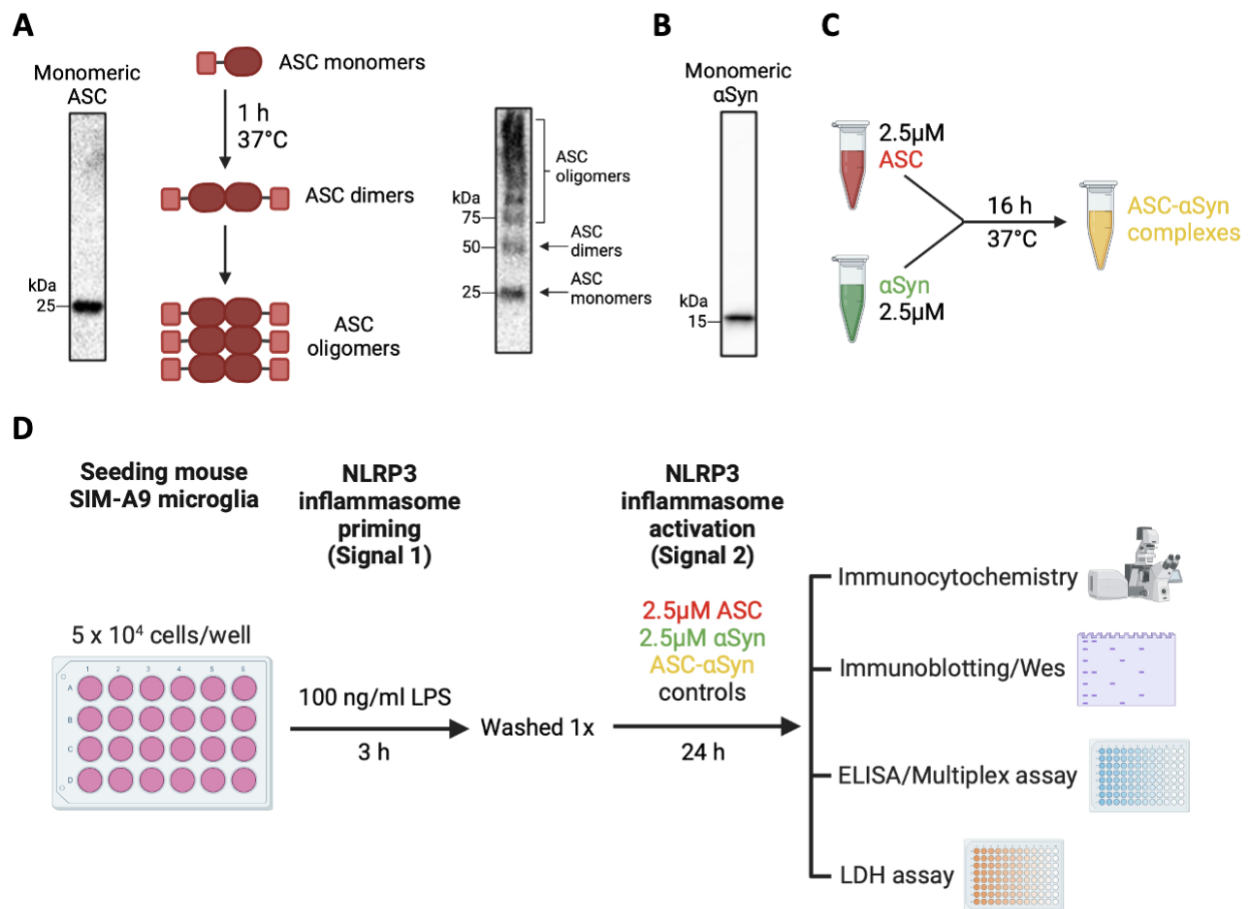 A
Monomeric
ASC
kDa
25
ASC monomers
1 h
37°C
ASC dimers
ASC
oligomers
kDa
75
50
25
ASC
oligomers
ASC
dimers
ASC
monomers
B
Monomeric
αSyn
kDa
15
C
2.5µM
ASC
αSyn
2.5µM
16 h
37°C
ASC-αSyn
complexes
D
Seeding mouse
SIM-A9 microglia
5 x 10⁴ cells/well
1 2 3 4 5 6
A
B
C
D
NLRP3
inflammasome
priming
(Signal 1)
100 ng/ml LPS
3 h
Washed 1x
NLRP3
inflammasome
activation
(Signal 2)
2.5µM ASC
2.5µM αSyn
ASC-αSyn
controls
24 h
Immunocytochemistry
Immunoblotting/Wes
ELISA/Multiplex assay
LDH assay